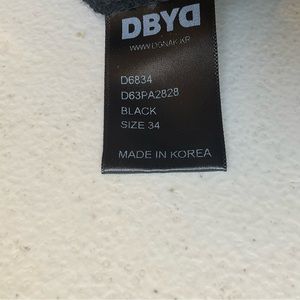 DBYD
WWW.DGNAK.KR
D6834
D63PA2828
BLACK
SIZE 34
MADE IN KOREA